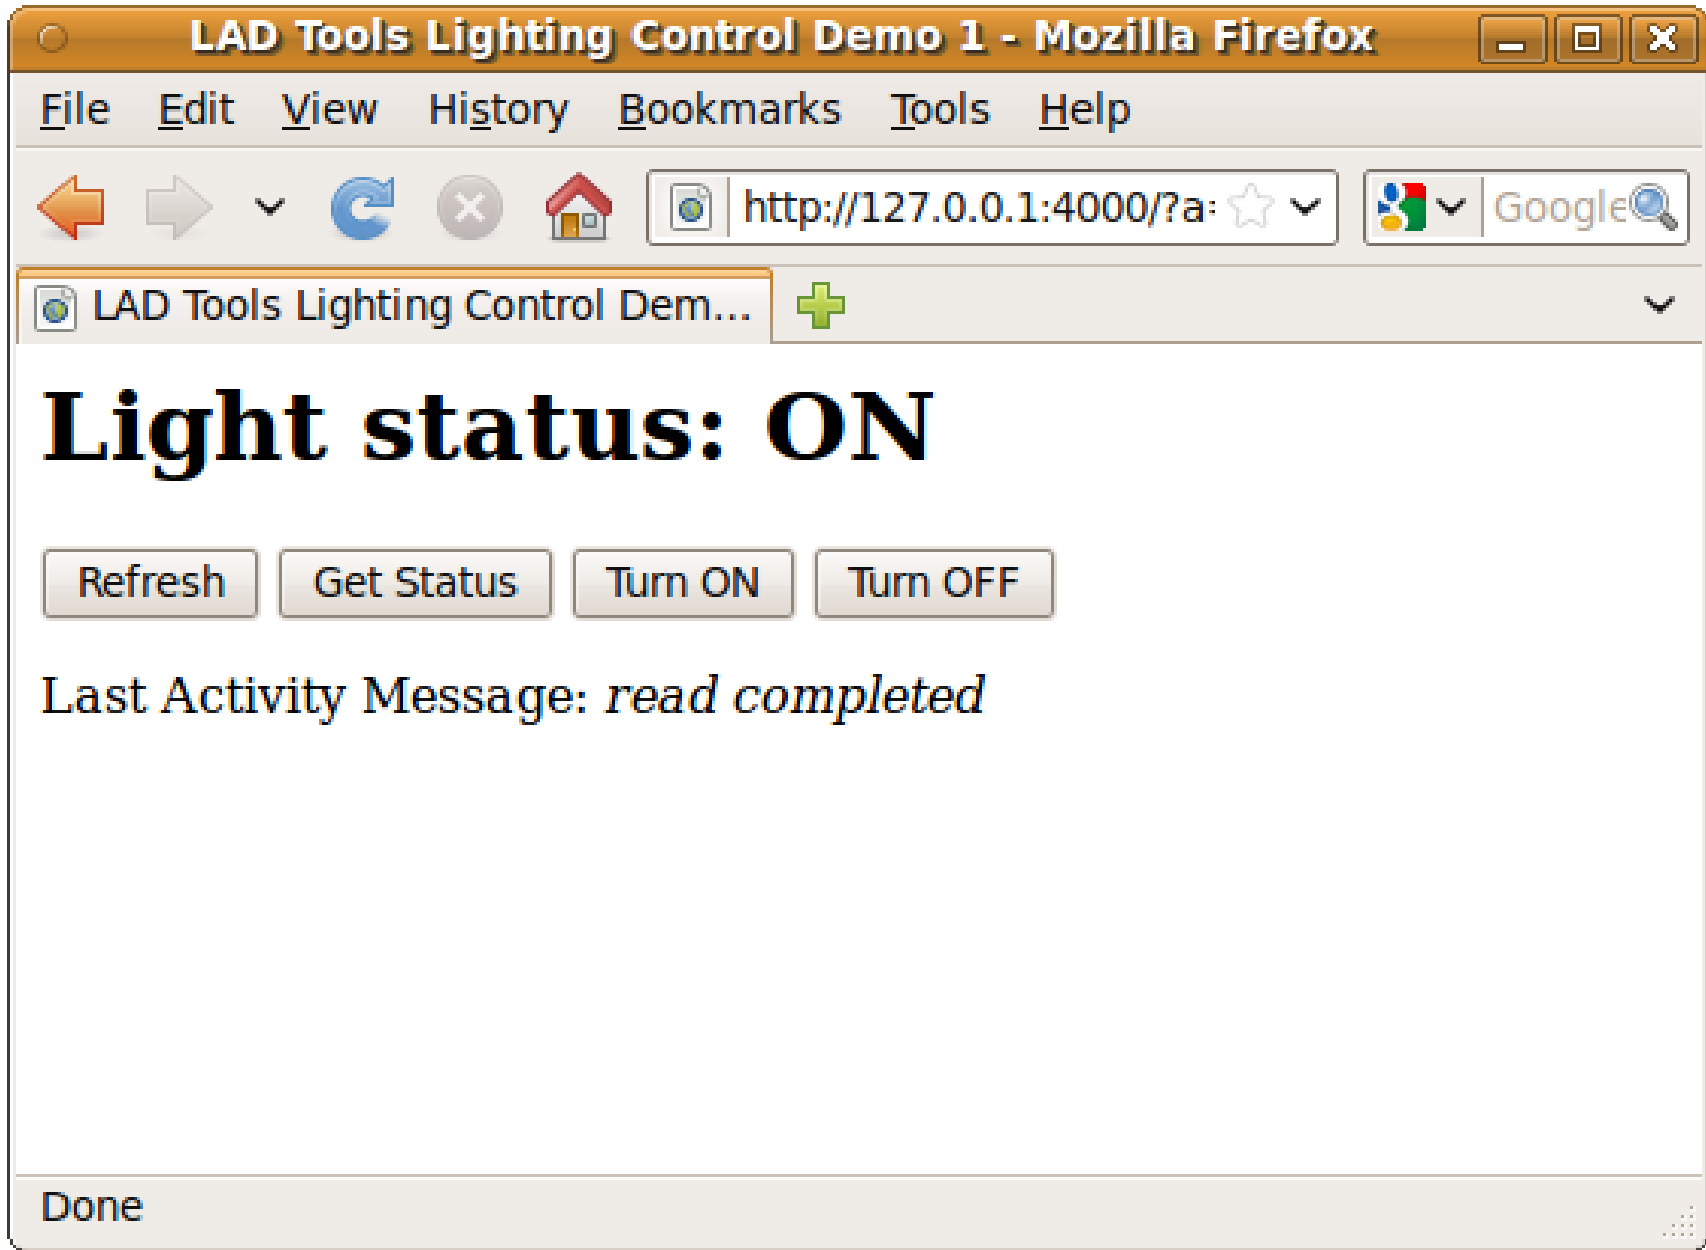 LAD Tools Lighting Control Demo 1 - Mozilla Firefox
File Edit View History Bookmarks Tools Help
http://127.0.0.1:4000/?a= Google
LAD Tools Lighting Control Dem...
Light status: ON
Refresh Get Status Turn ON Turn OFF
Last Activity Message: read completed
Done